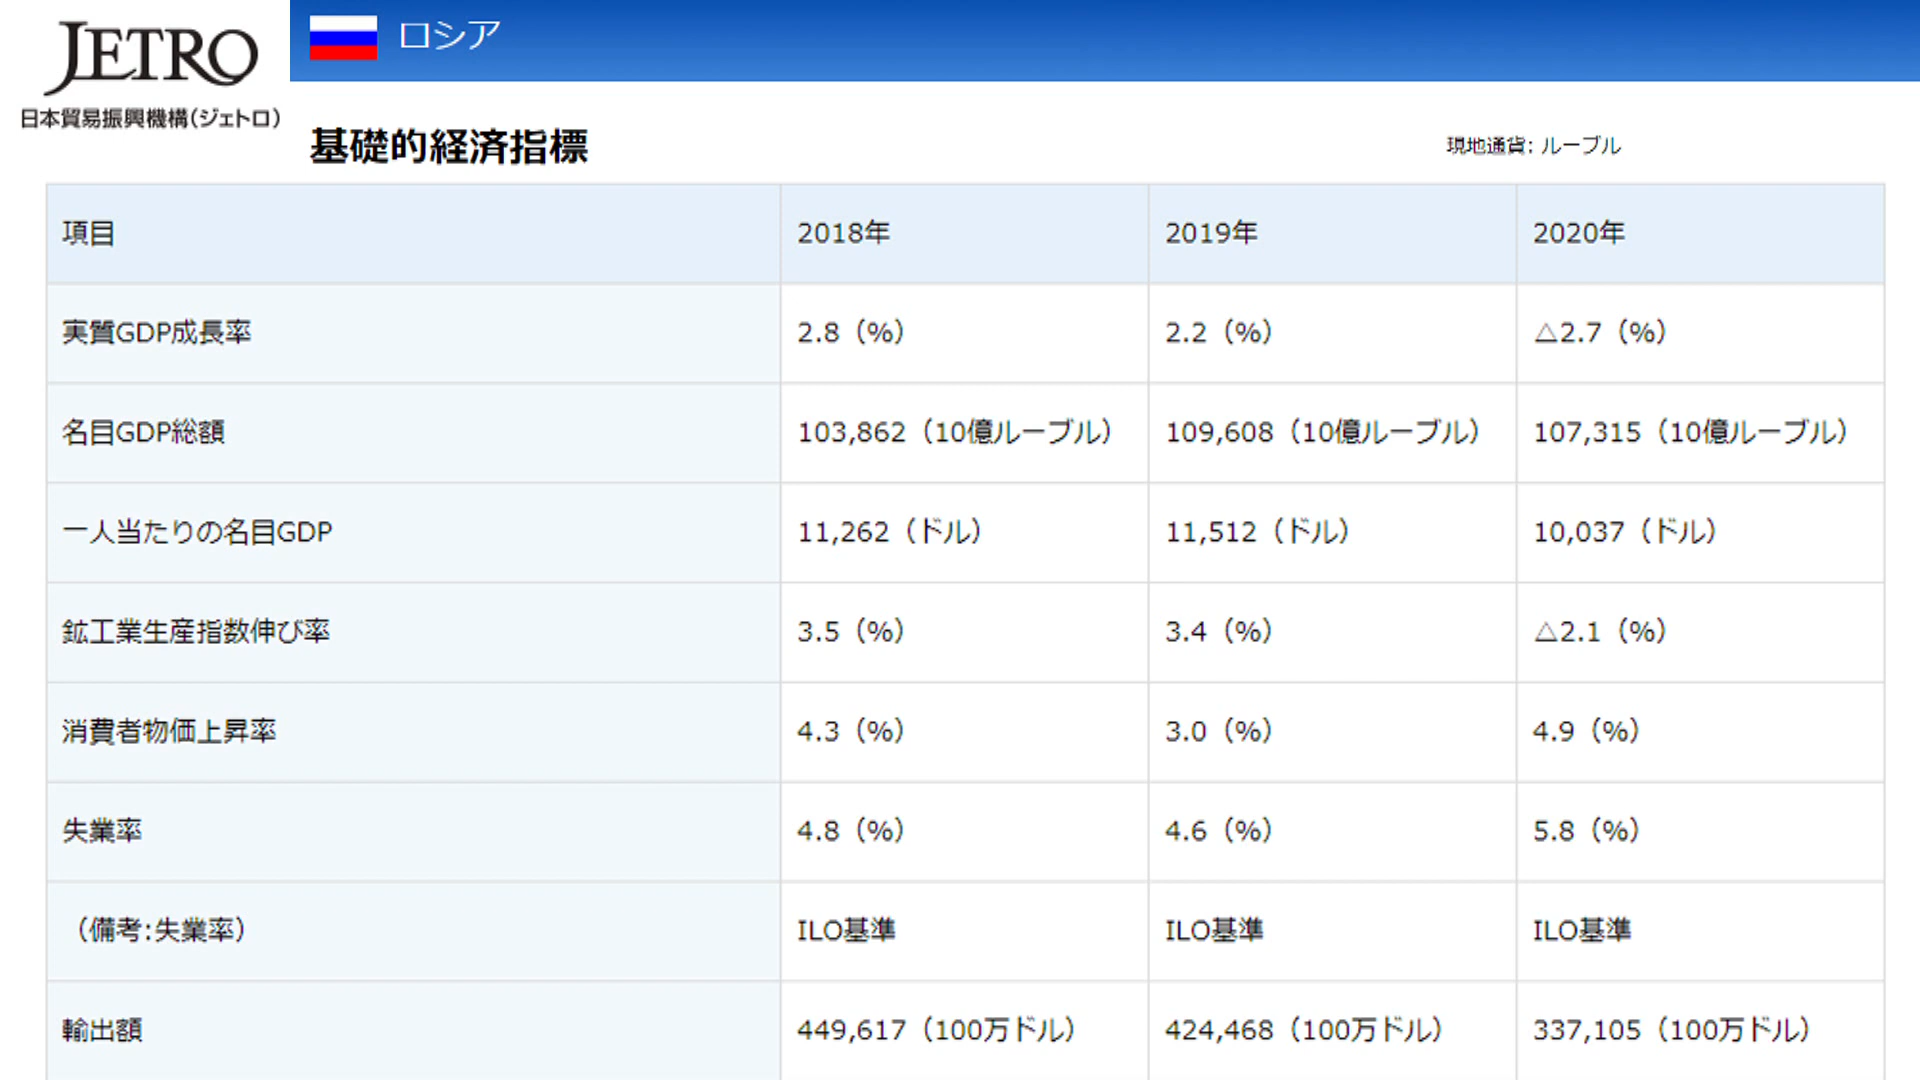 JETRO
日本貿易振興機構(ジェトロ)
ロシア
基礎的経済指標
現地通貨: ルーブル
項目 2018年 2019年 2020年
実質GDP成長率 2.8（%） 2.2（%） △2.7（%）
名目GDP総額 103,862（10億ルーブル） 109,608（10億ルーブル） 107,315（10億ルーブル）
一人当たりの名目GDP 11,262（ドル） 11,512（ドル） 10,037（ドル）
鉱工業生産指数伸び率 3.5（%） 3.4（%） △2.1（%）
消費者物価上昇率 4.3（%） 3.0（%） 4.9（%）
失業率 4.8（%） 4.6（%） 5.8（%）
（備考:失業率） ILO基準 ILO基準 ILO基準
輸出額 449,617（100万ドル） 424,468（100万ドル） 337,105（100万ドル）